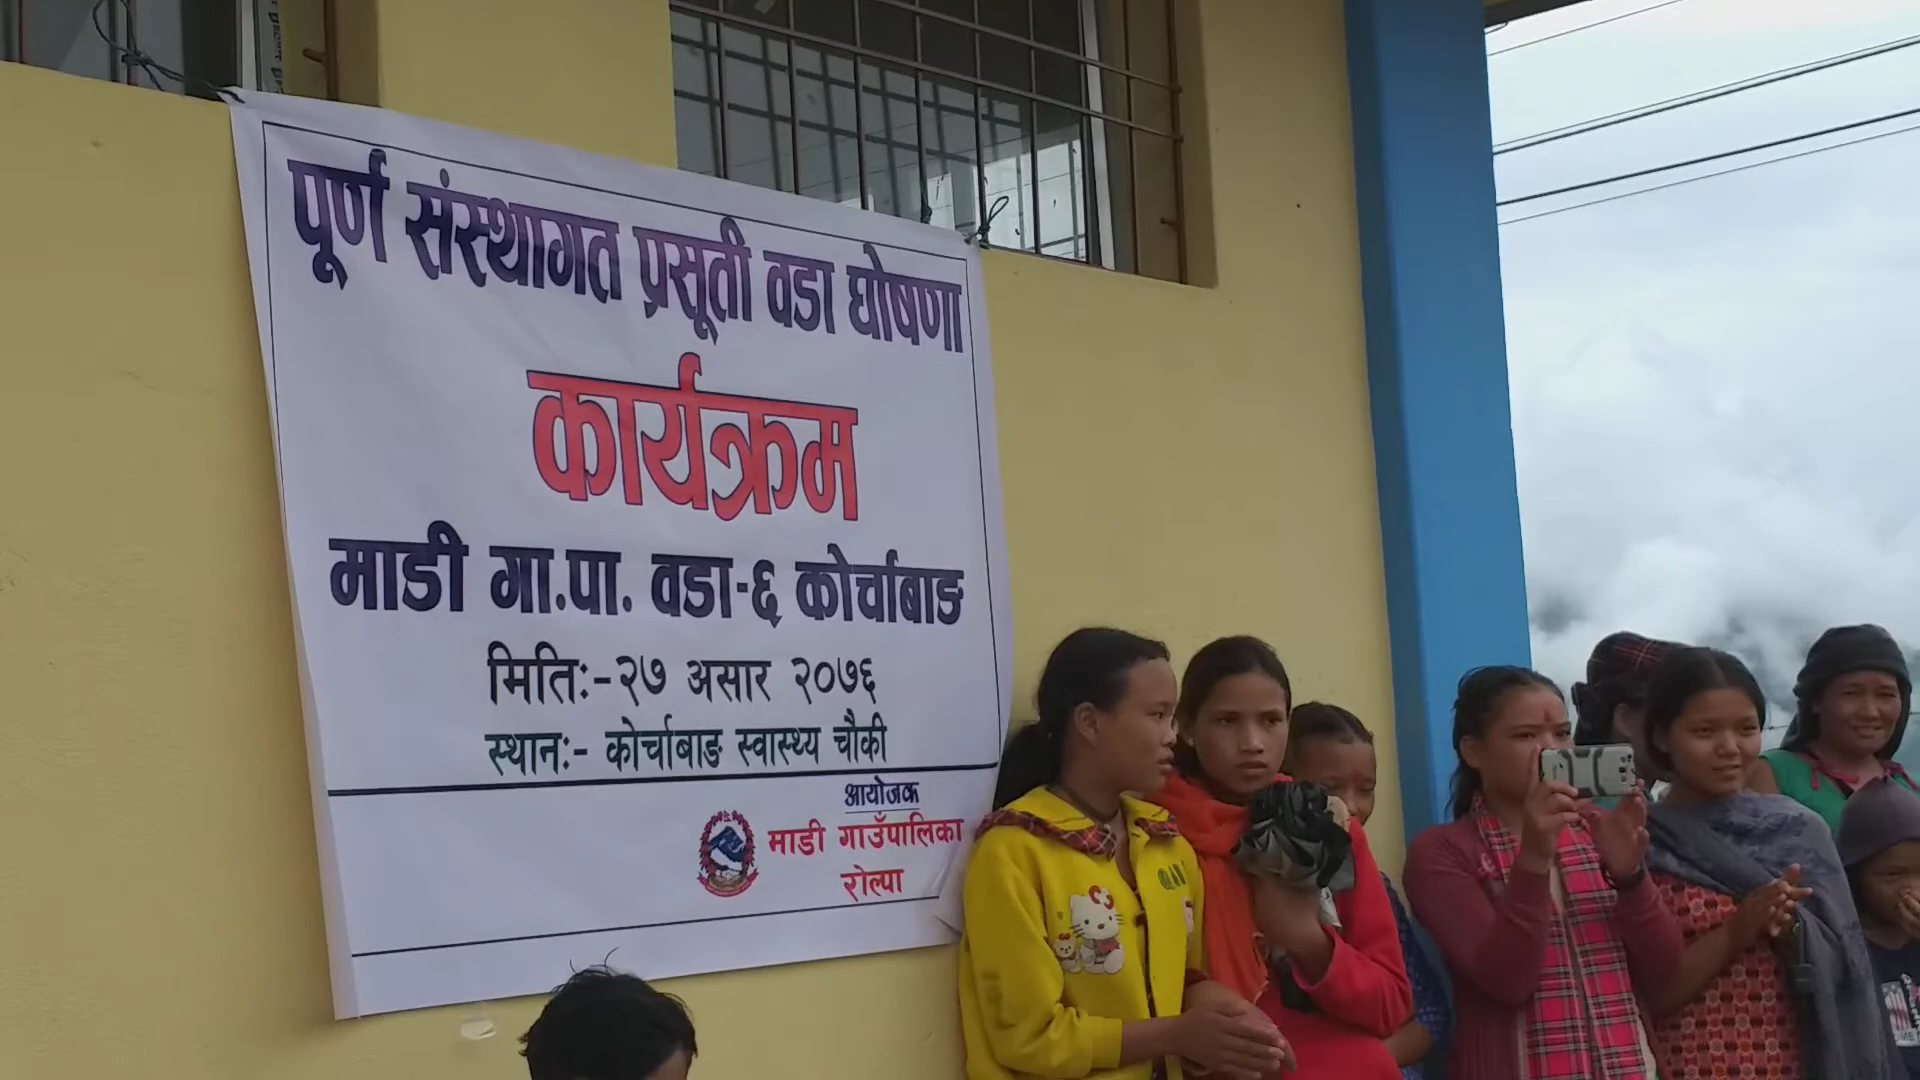 पूर्ण संस्थागत प्रसूती वडा घोषणा
कार्यक्रम
माडी गा.पा. वडा-६ कोर्चाबाङ
मितिः-२७ असार २०७६
स्थानः- कोर्चाबाङ स्वास्थ्य चौकी
आयोजक
माडी गाउँपालिका
रोल्पा